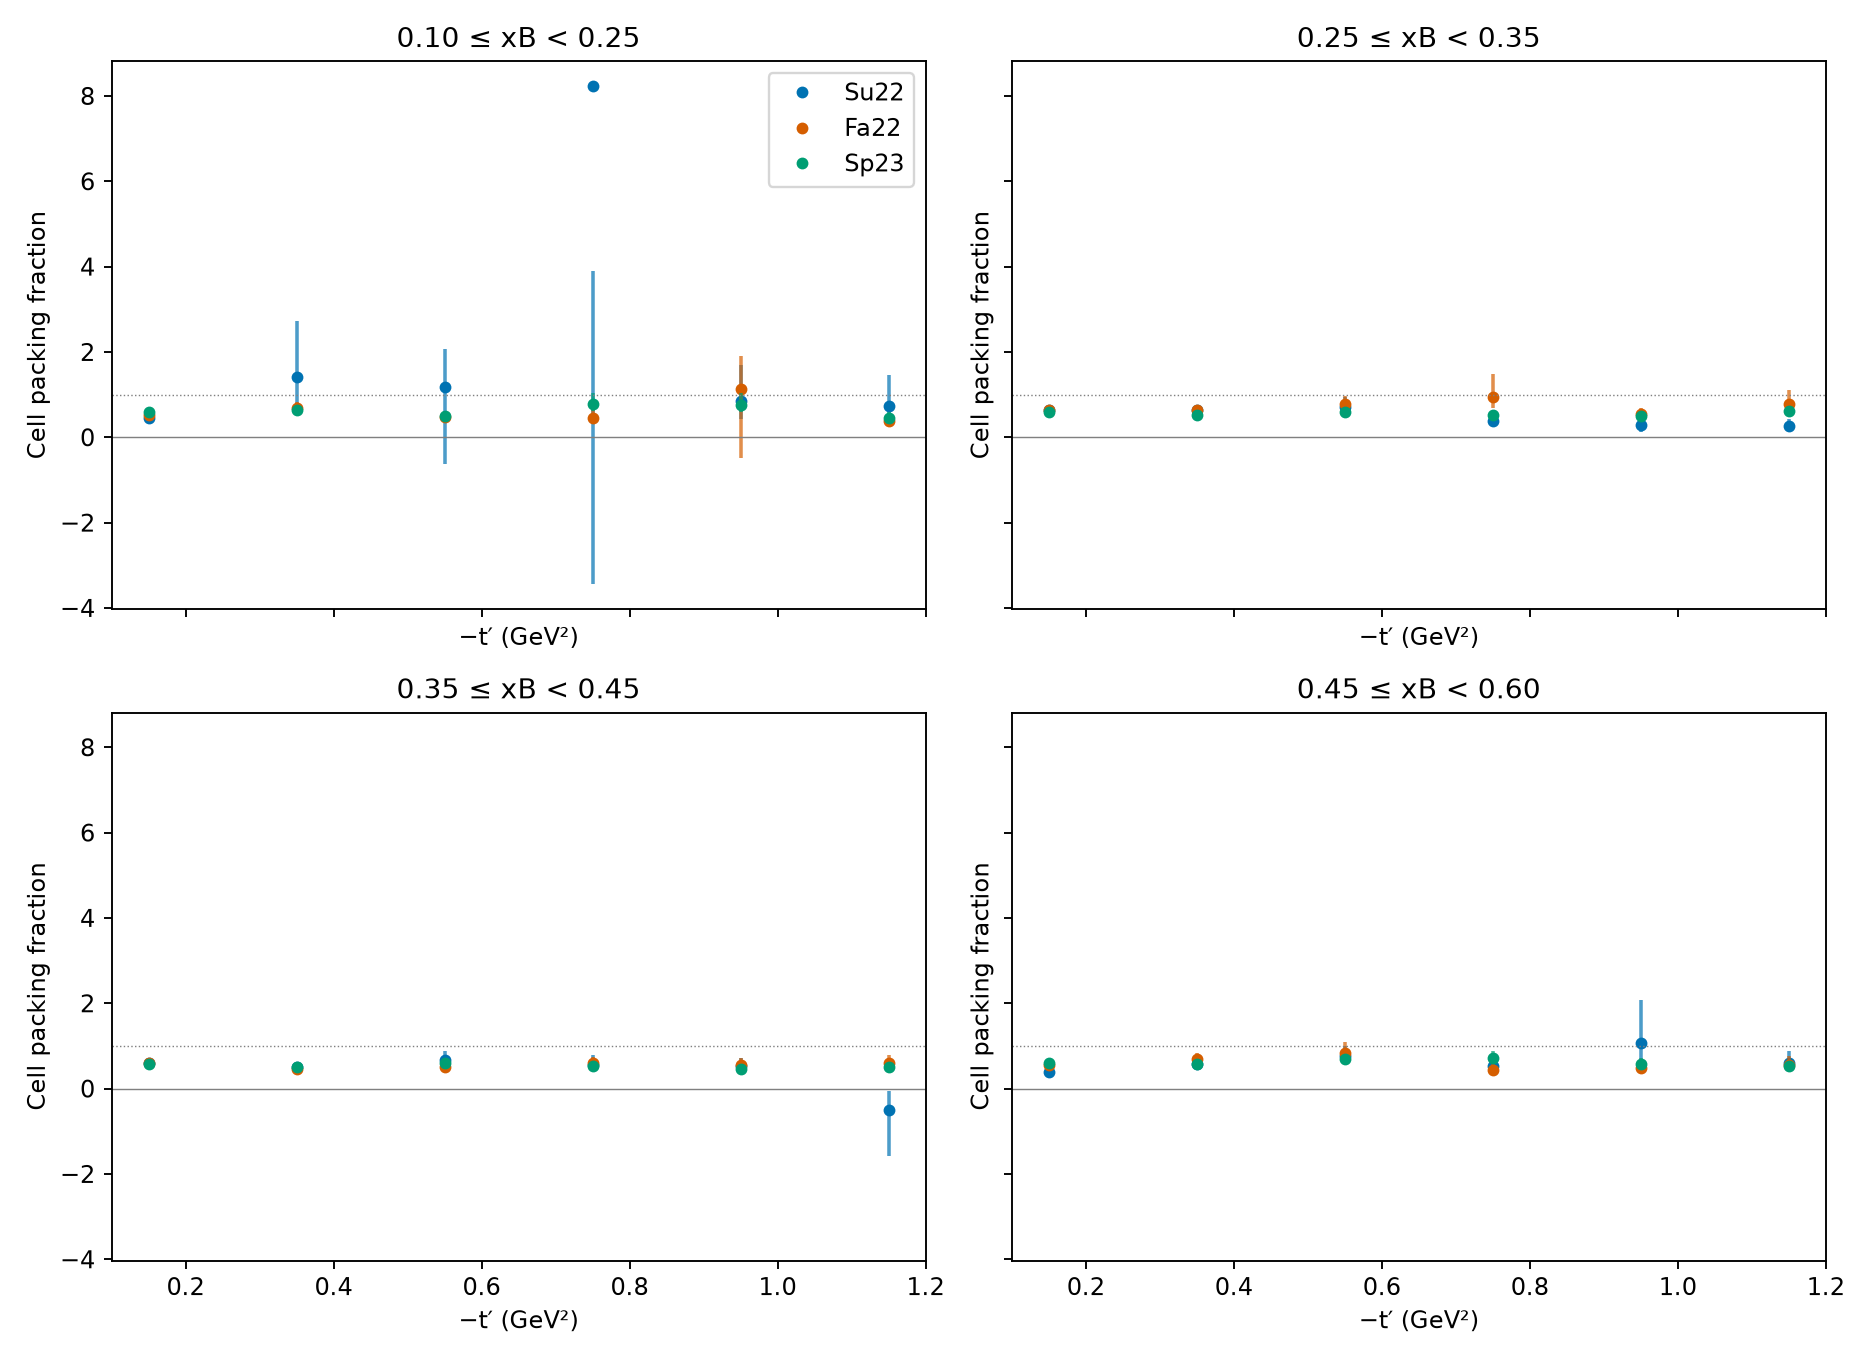 0.10 ≤ xB < 0.25
Cell packing fraction
8
6
4
2
0
−2
−4
Su22
Fa22
Sp23
−t′ (GeV²)
0.25 ≤ xB < 0.35
Cell packing fraction
−t′ (GeV²)
0.35 ≤ xB < 0.45
Cell packing fraction
8
6
4
2
0
−2
−4
0.2 0.4 0.6 0.8 1.0 1.2
−t′ (GeV²)
0.45 ≤ xB < 0.60
Cell packing fraction
0.2 0.4 0.6 0.8 1.0 1.2
−t′ (GeV²)